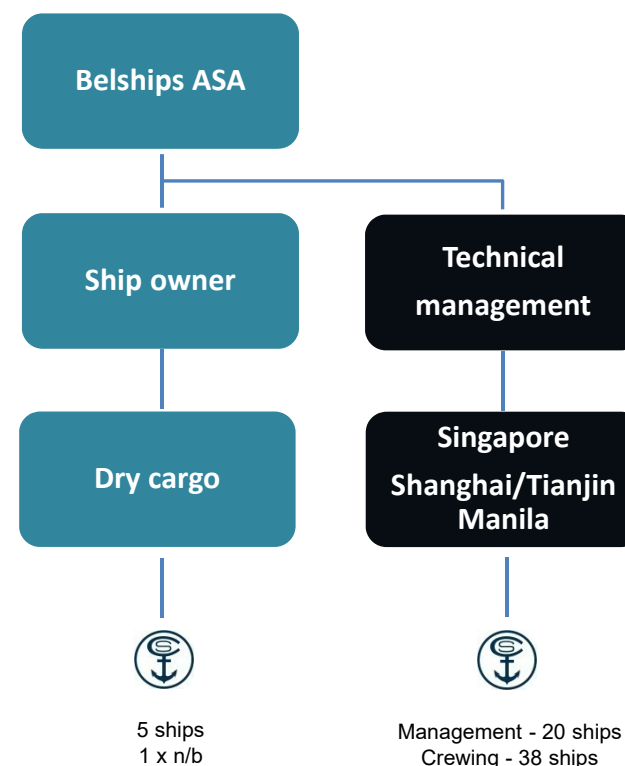 Belships ASA
Ship owner
Technical
management
Dry cargo
Singapore
Shanghai/Tianjin
Manila
5 ships
1 x n/b
Management - 20 ships
Crewing - 38 ships